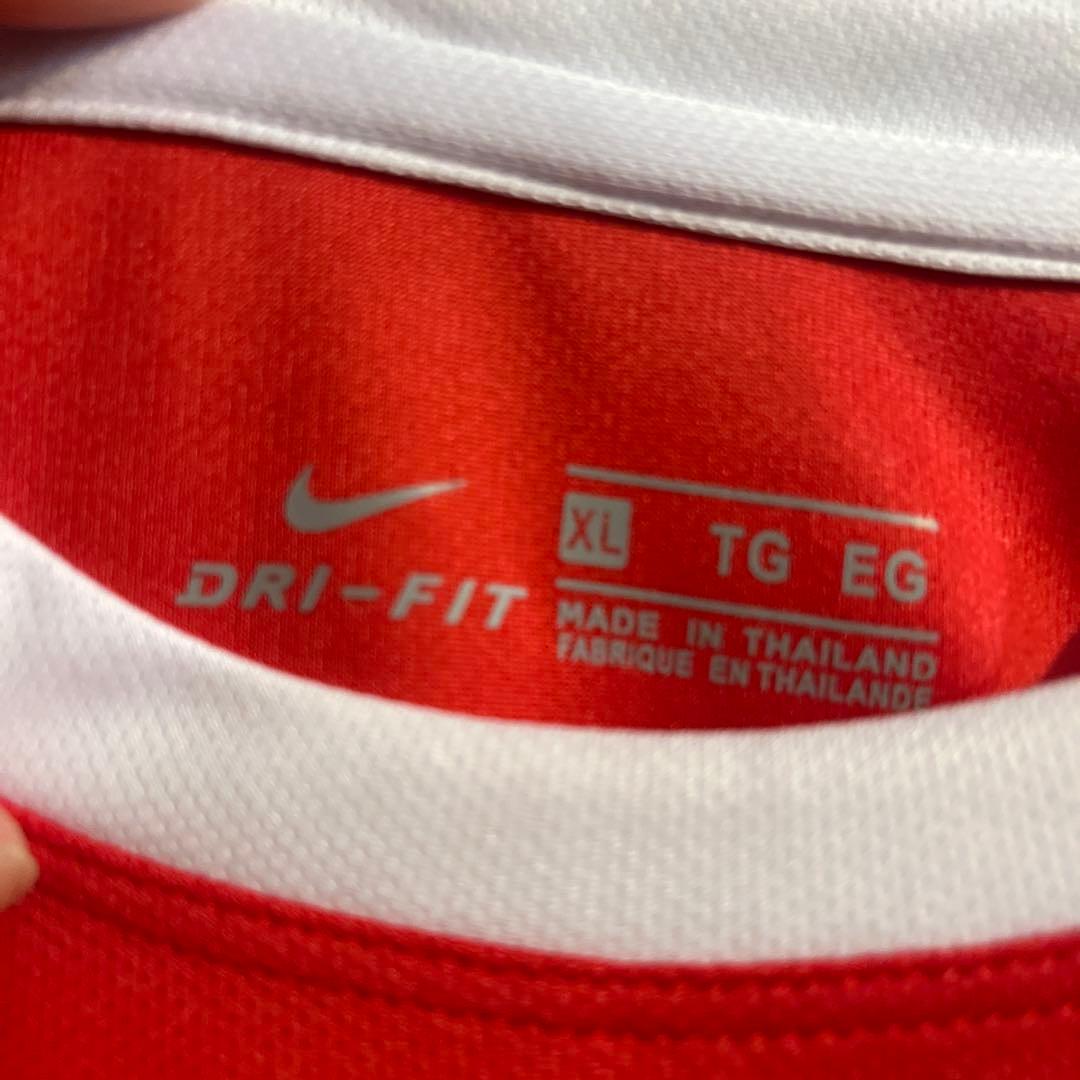 DRI-FIT
XL TG EG
MADE IN THAILAND
FABRIQUE EN THAILANDE